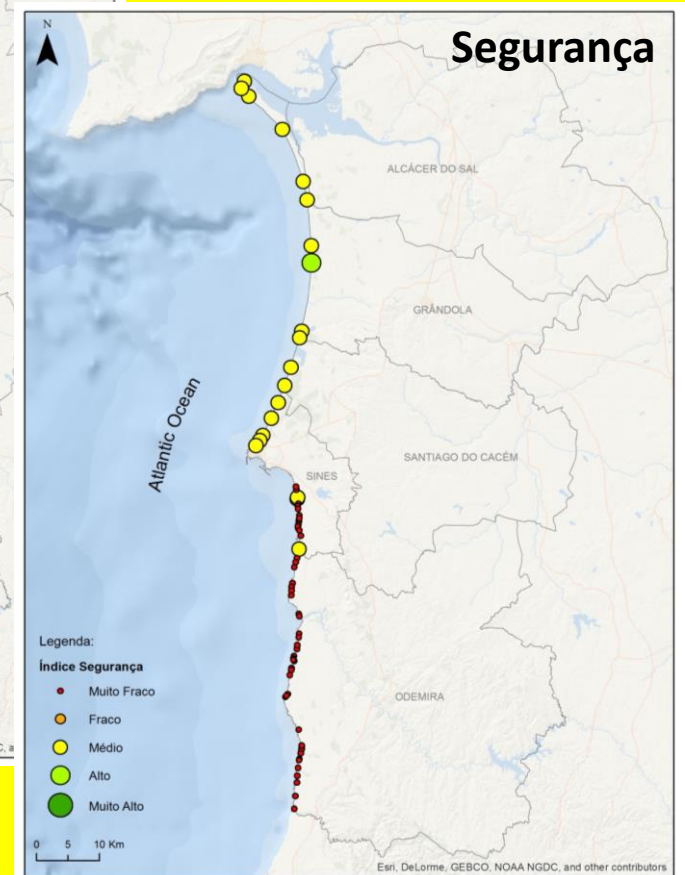 Segurança
N
ALCÁCER DO SAL
GRÂNDOLA
Atlantic Ocean
SANTIAGO DO CACÉM
SINES
ODEMIRA
Legenda:
Índice Segurança
Muito Fraco
Fraco
Médio
Alto
Muito Alto
0 5 10 Km
Esri, DeLorme, GEBCO, NOAA NGDC, and other contributors